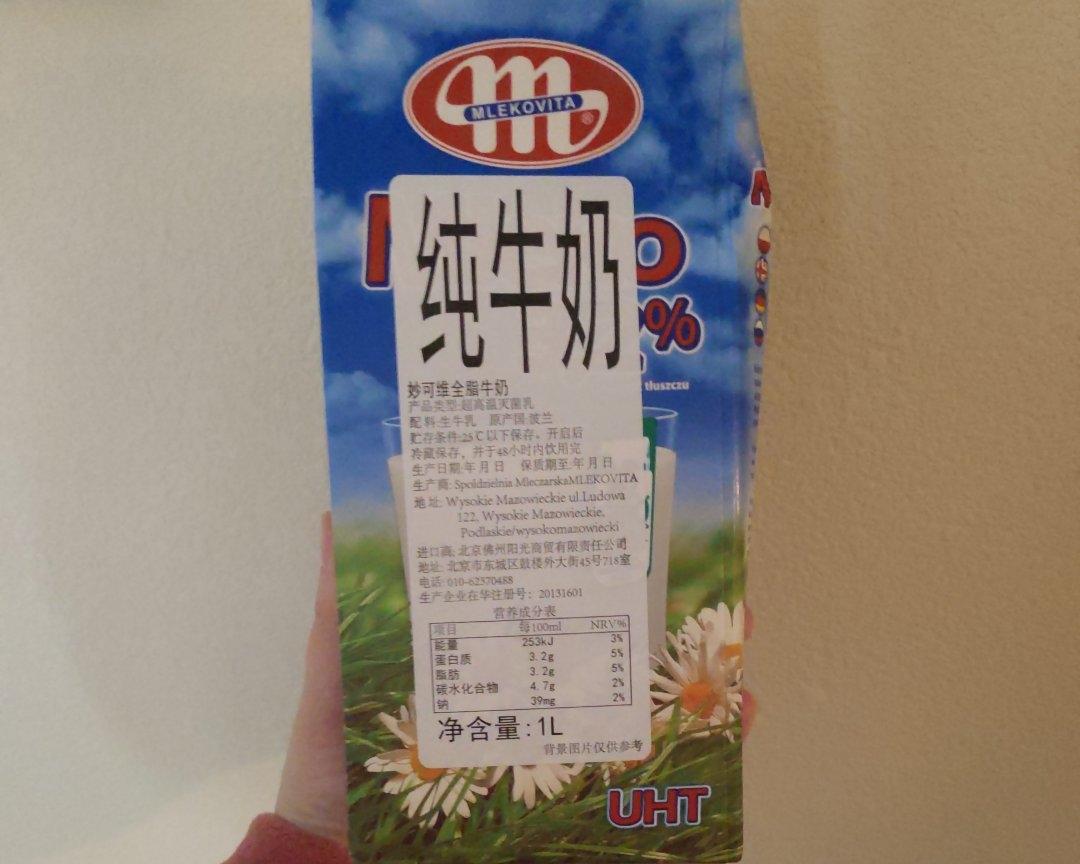 MLEKOVITA
®
纯牛奶
%
tłuszczu
妙可维全脂牛奶
产品类型:超高温灭菌乳
配料:生牛乳 原产国:波兰
贮存条件:25℃以下保存。开启后
冷藏保存，并于48小时内饮用完
生产日期:年月日 保质期至:年月日
生产商: Spoldzielnia MleczarskaMLEKOVITA
地址: Wysokie Mazowieckie ul.Ludowa
122, Wysokie Mazowieckie,
Podlaskie/wysokomazowiecki
进口商: 北京佛州阳光商贸有限责任公司
地址: 北京市东城区鼓楼外大街45号718室
电话: 010-62370488
生产企业在华注册号: 20131601
营养成分表
项目 每100ml NRV%
能量 253kJ 3%
蛋白质 3.2g 5%
脂肪 3.2g 5%
碳水化合物 4.7g 2%
钠 39mg 2%
净含量:1L
背景图片仅供参考
UHT